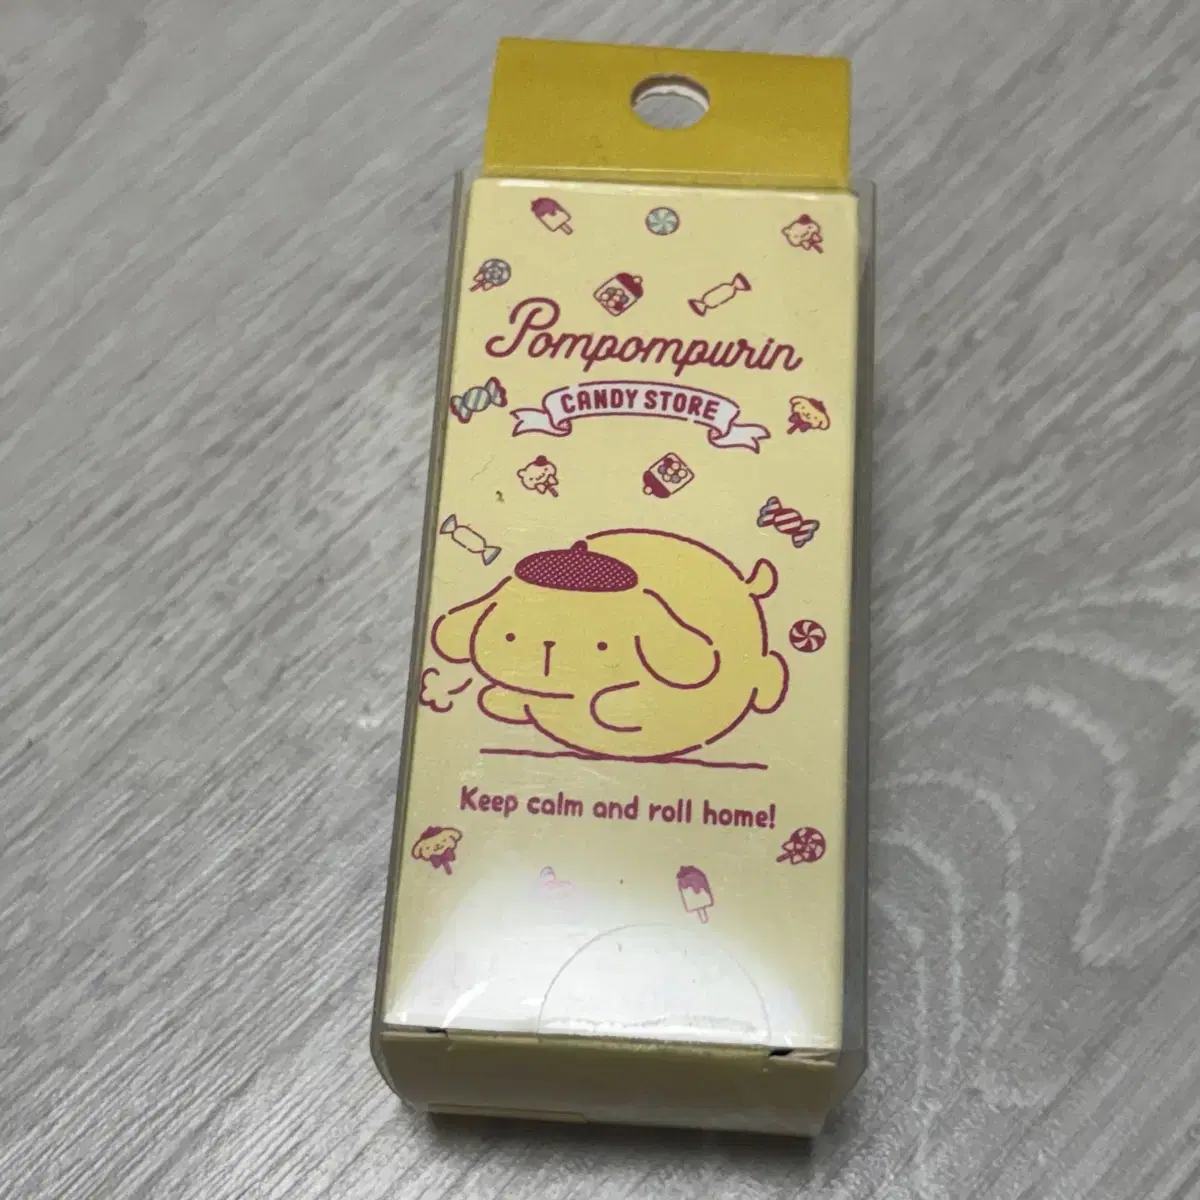 Pompompurin
CANDY STORE
Keep calm and roll home!